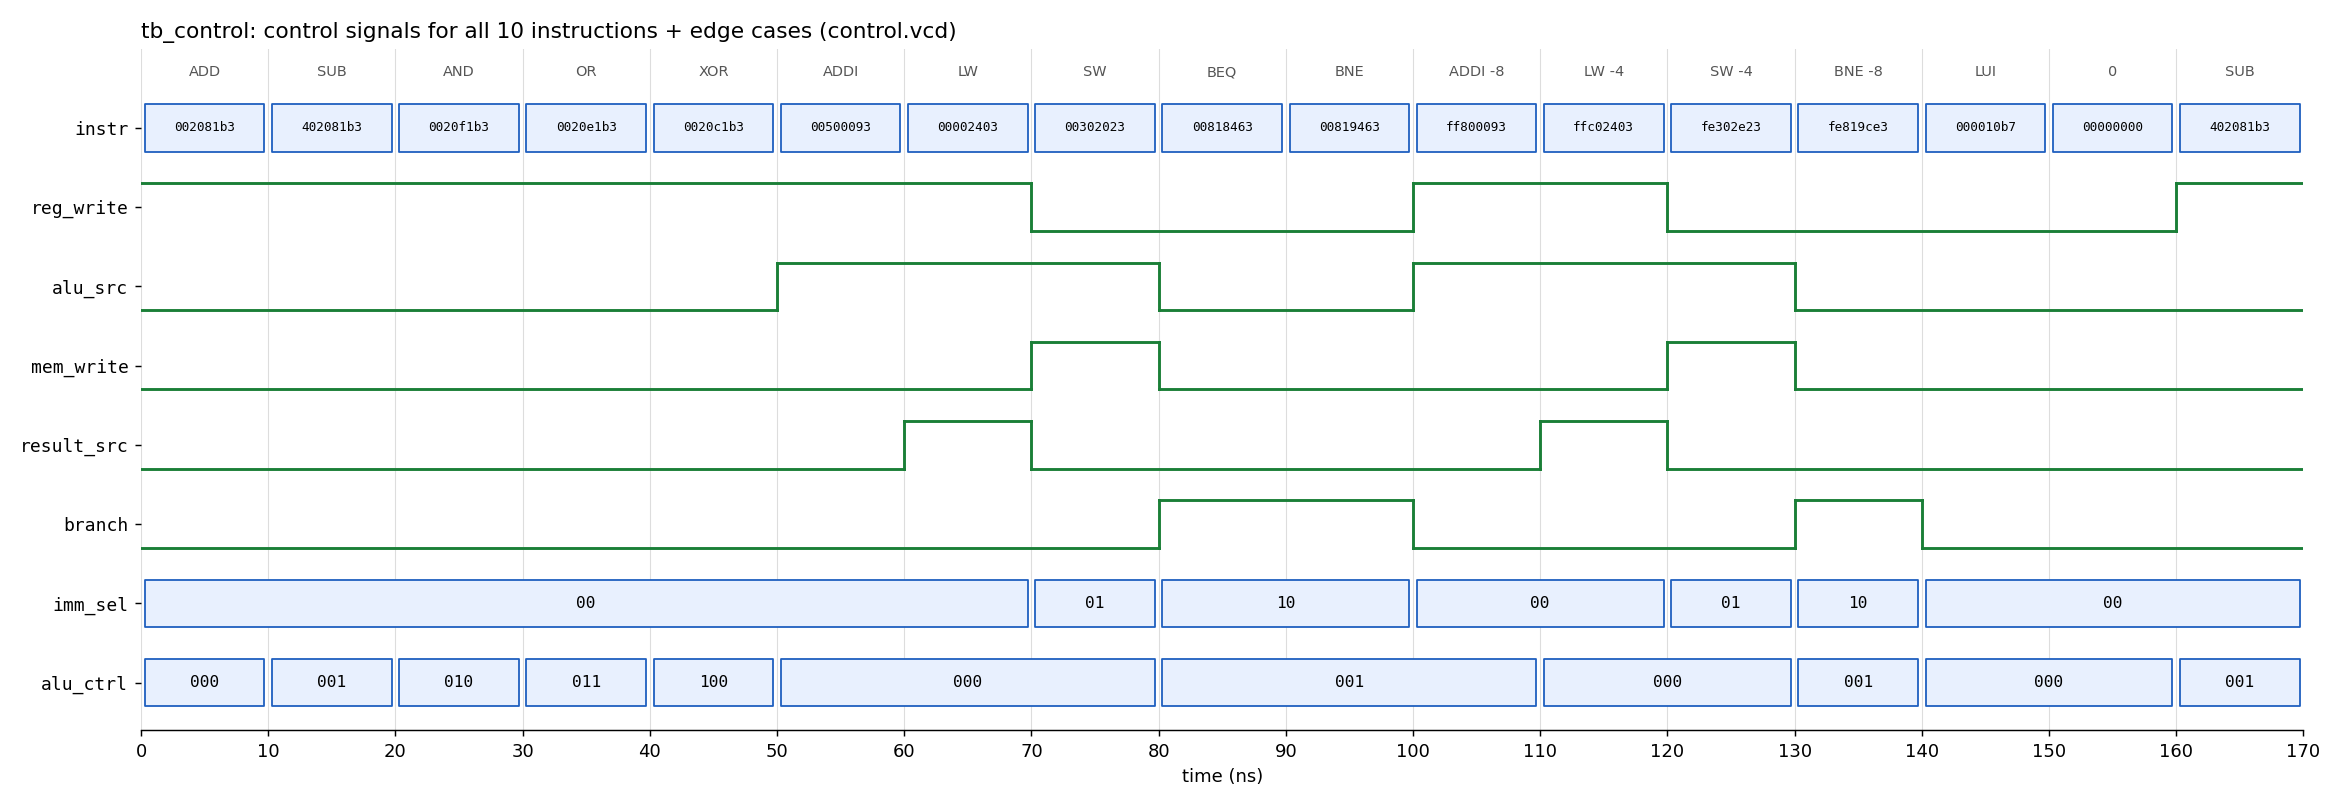 tb_control: control signals for all 10 instructions + edge cases (control.vcd)
ADD SUB AND OR XOR ADDI LW SW BEQ BNE ADDI -8 LW -4 SW -4 BNE -8 LUI 0 SUB
instr 002081b3 402081b3 0020f1b3 0020e1b3 0020c1b3 00500093 00002403 00302023 00818463 00819463 ff800093 ffc02403 fe302e23 fe819ce3 000010b7 00000000 402081b3
reg_write
alu_src
mem_write
result_src
branch
imm_sel 00 01 10 00 01 10 00
alu_ctrl 000 001 010 011 100 000 001 000 001 000 001
0 10 20 30 40 50 60 70 80 90 100 110 120 130 140 150 160 170
time (ns)